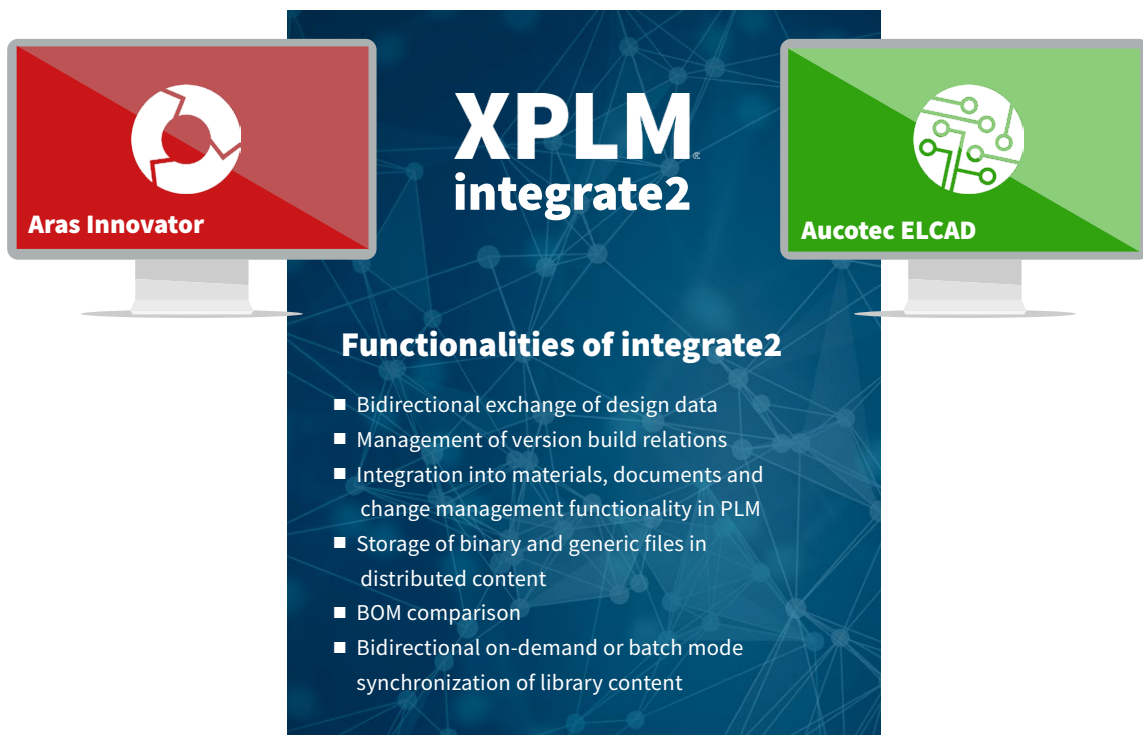 XPLM®
integrate2
Aras Innovator
Aucotec ELCAD
Functionalities of integrate2
■ Bidirectional exchange of design data
■ Management of version build relations
■ Integration into materials, documents and
change management functionality in PLM
■ Storage of binary and generic files in
distributed content
■ BOM comparison
■ Bidirectional on-demand or batch mode
synchronization of library content